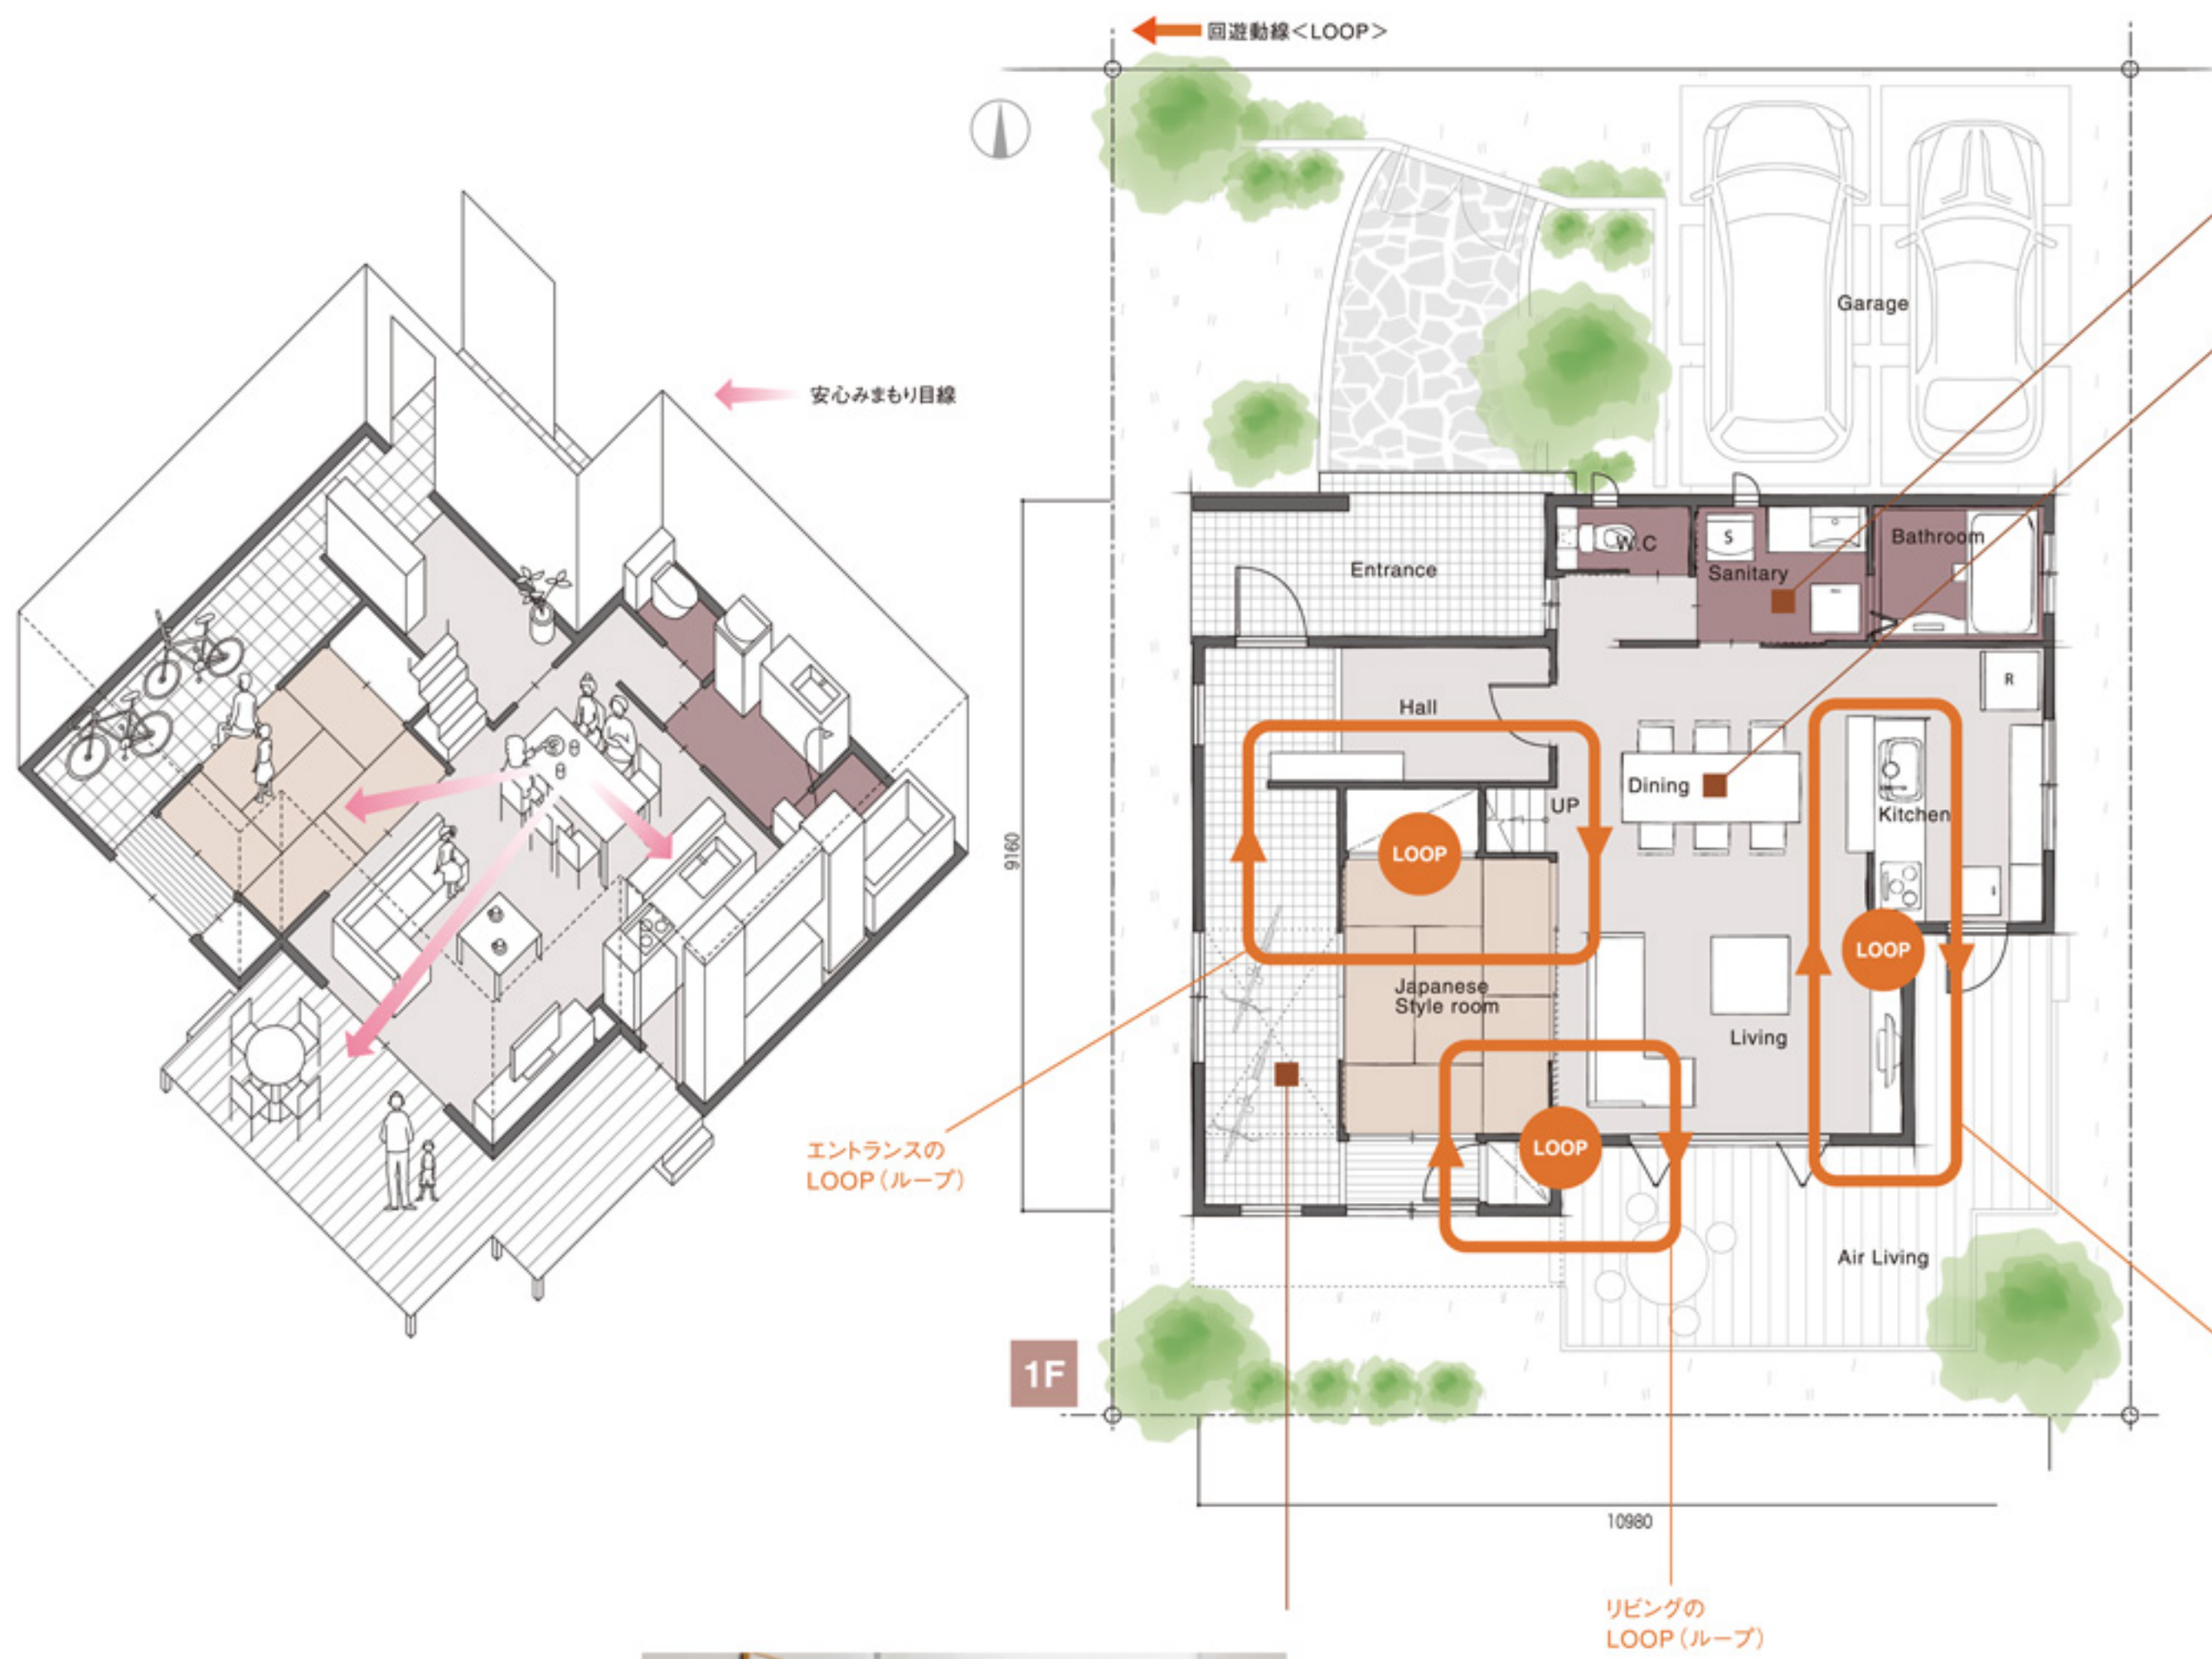 回遊動線<LOOP>
安心みまもり目線
Garage
W.C
S
Sanitary
Bathroom
Entrance
R
Hall
Dining
UP
Kitchen
LOOP
LOOP
Japanese
Style room
Living
LOOP
Air Living
9160
エントランスの
LOOP(ループ)
1F
10980
リビングの
LOOP(ループ)